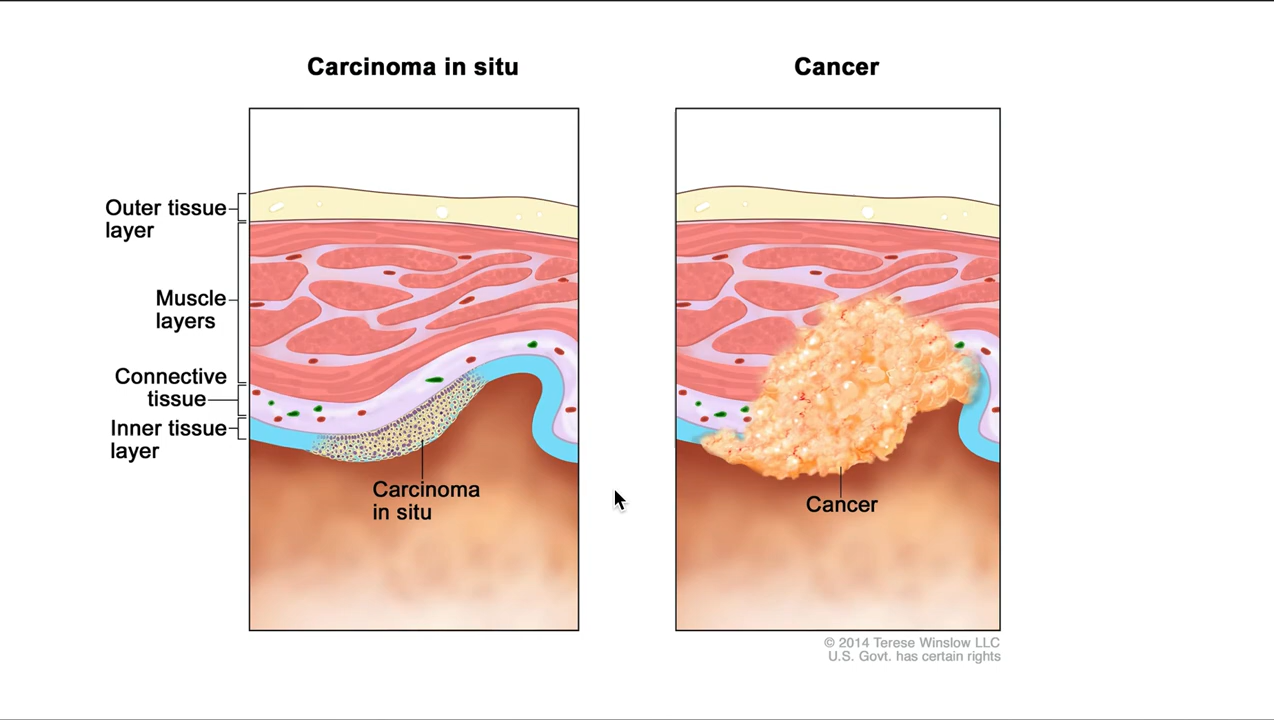 Carcinoma in situ
Cancer
Outer tissue
layer
Muscle
layers
Connective
tissue
Inner tissue
layer
Carcinoma
in situ
Cancer
© 2014 Terese Winslow LLC
U.S. Govt. has certain rights